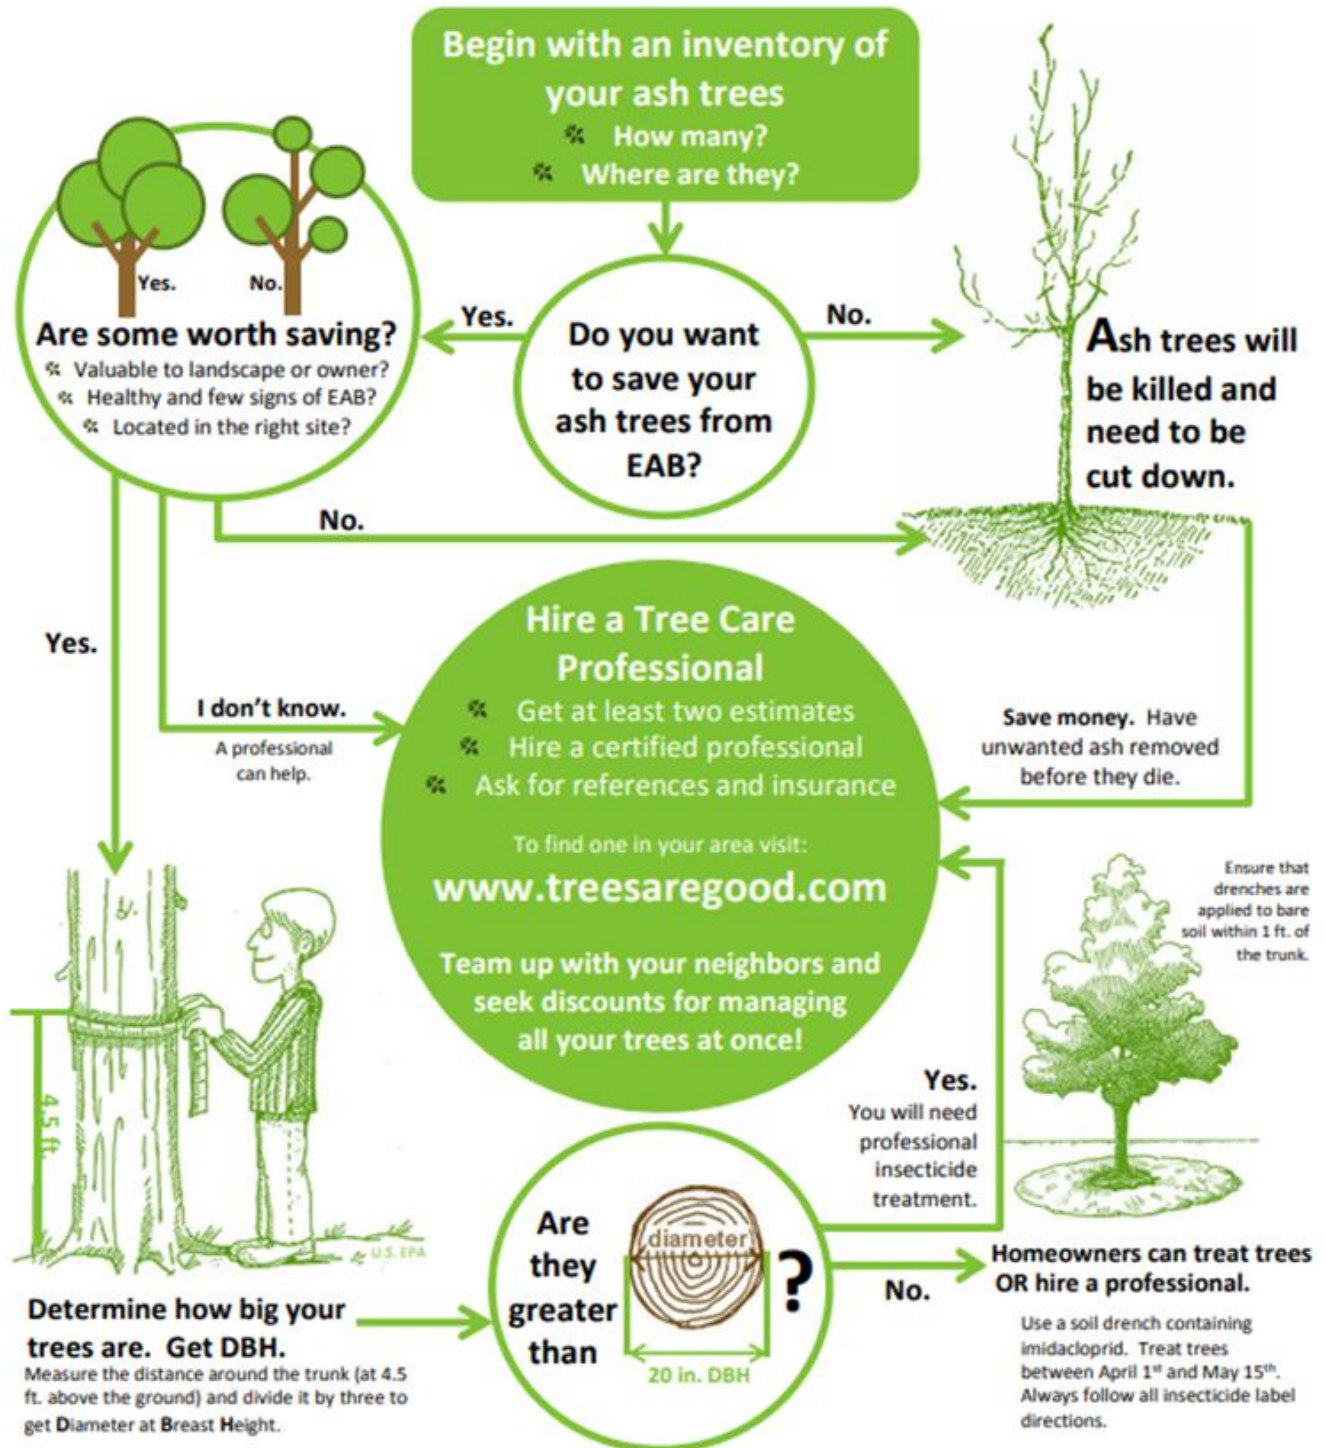 Begin with an inventory of
your ash trees
How many?
Where are they?
Yes.
No.
Are some worth saving?
Valuable to landscape or owner?
Healthy and few signs of EAB?
Located in the right site?
Yes.
Do you want
to save your
ash trees from
EAB?
No.
Ash trees will
be killed and
need to be
cut down.
No.
Yes.
I don't know.
A professional
can help.
Hire a Tree Care
Professional
Get at least two estimates
Hire a certified professional
Ask for references and insurance
To find one in your area visit:
www.treesaregood.com
Team up with your neighbors and
seek discounts for managing
all your trees at once!
Save money. Have
unwanted ash removed
before they die.
Ensure that
drenches are
applied to bare
soil within 1 ft. of
the trunk.
4.5 ft.
U.S. EPA
Determine how big your
trees are. Get DBH.
Measure the distance around the trunk (at 4.5
ft. above the ground) and divide it by three to
get Diameter at Breast Height.
Are
they
greater
than
diameter
20 in. DBH
?
Yes.
You will need
professional
insecticide
treatment.
No.
Homeowners can treat trees
OR hire a professional.
Use a soil drench containing
imidacloprid. Treat trees
between April 1st and May 15th.
Always follow all insecticide label
directions.